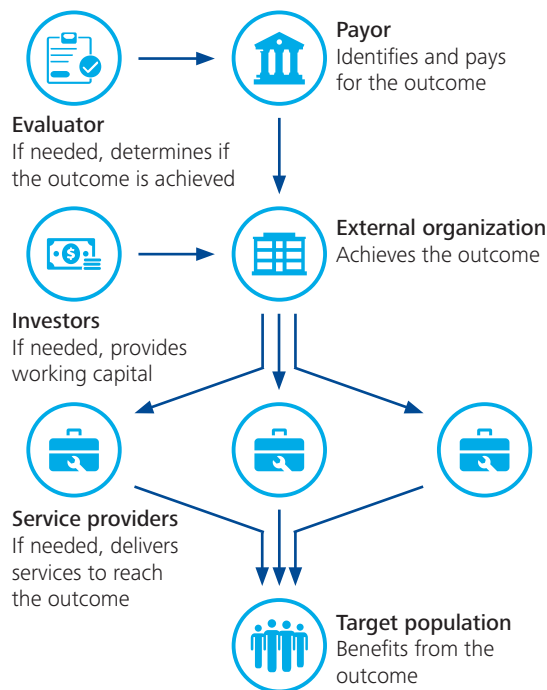 Payor
Identifies and pays
for the outcome
Evaluator
If needed, determines if
the outcome is achieved
External organization
Achieves the outcome
Investors
If needed, provides
working capital
Service providers
If needed, delivers
services to reach
the outcome
Target population
Benefits from the
outcome